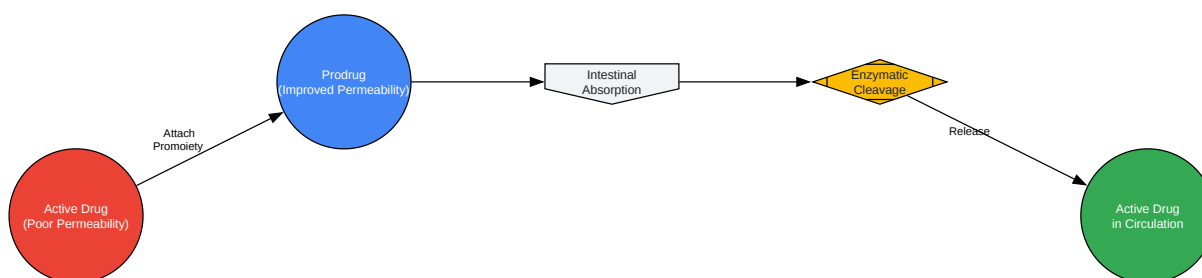 Prodrug
(Improved Permeability)
Intestinal
Absorption
Enzymatic
Cleavage
Attach
Promoiety
Release
Active Drug
(Poor Permeability)
Active Drug
in Circulation